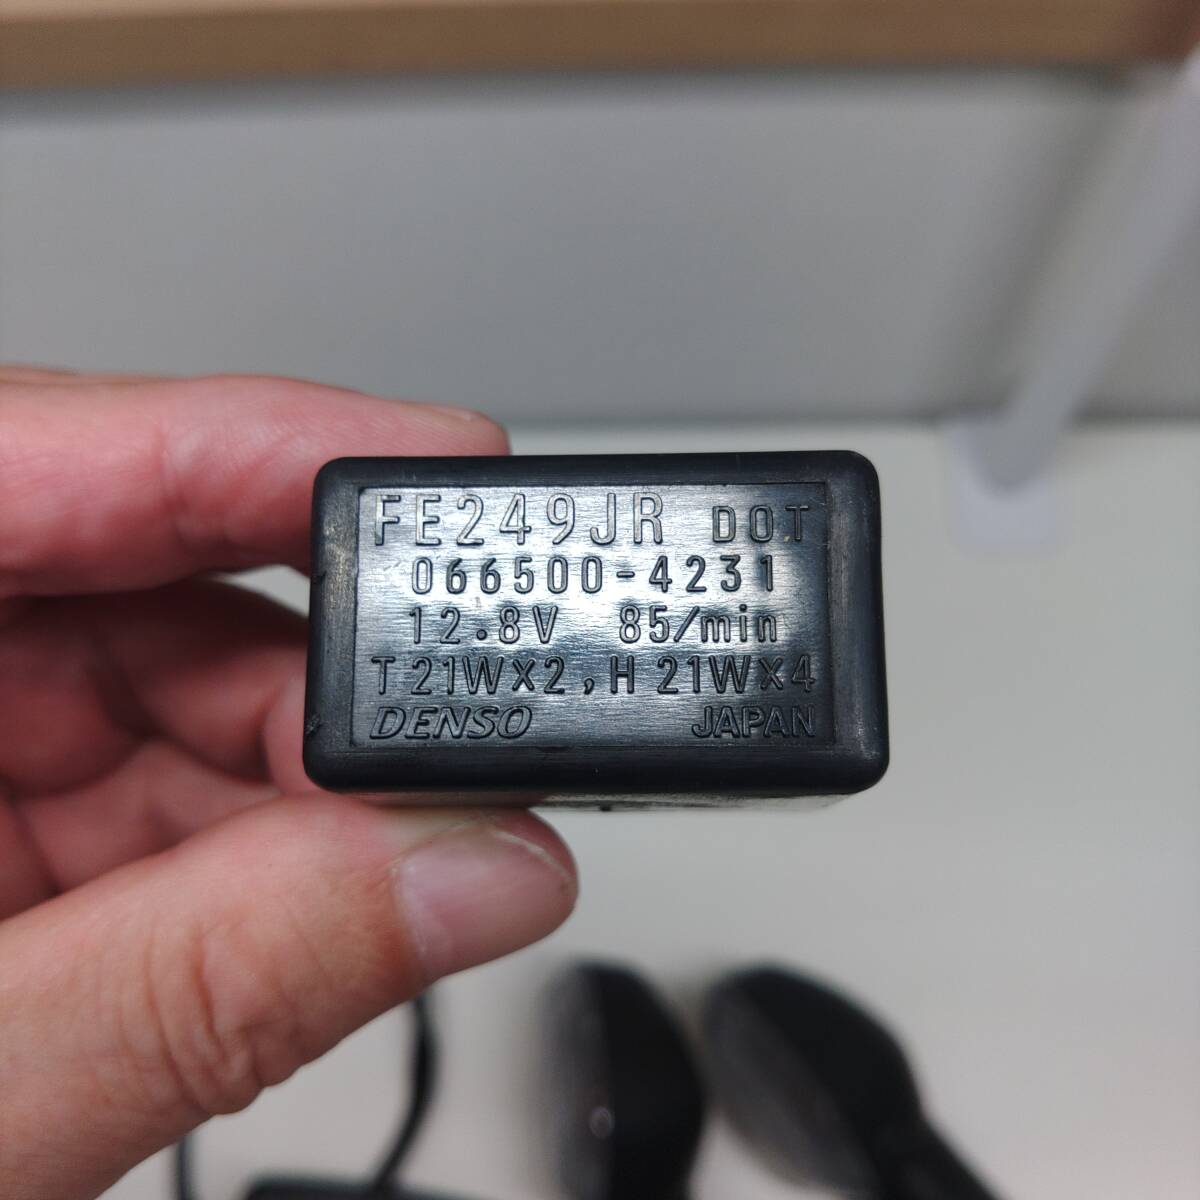 FE249JR DOT
066500-4231
12.8V 85/min
T 21W×2, H 21W×4
DENSO JAPAN